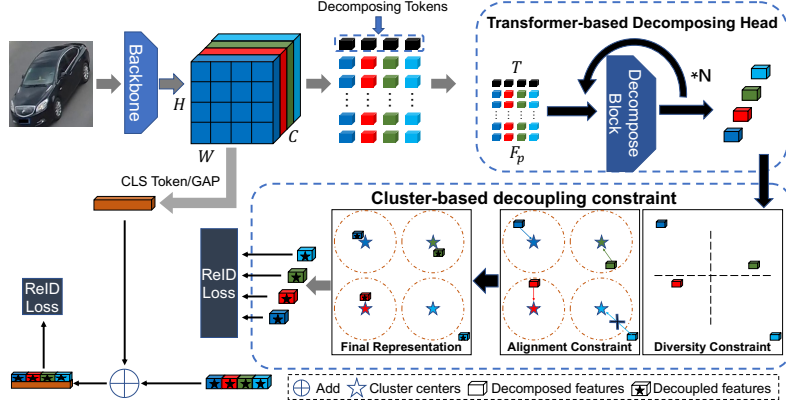 Decomposing Tokens
Backbone
H
W
C
Transformer-based Decomposing Head
T
F_p
Decompose
Block
*N
CLS Token/GAP
Cluster-based decoupling constraint
ReID
Loss
ReID
Loss
Final Representation
Alignment Constraint
Diversity Constraint
Add
Cluster centers
Decomposed features
Decoupled features